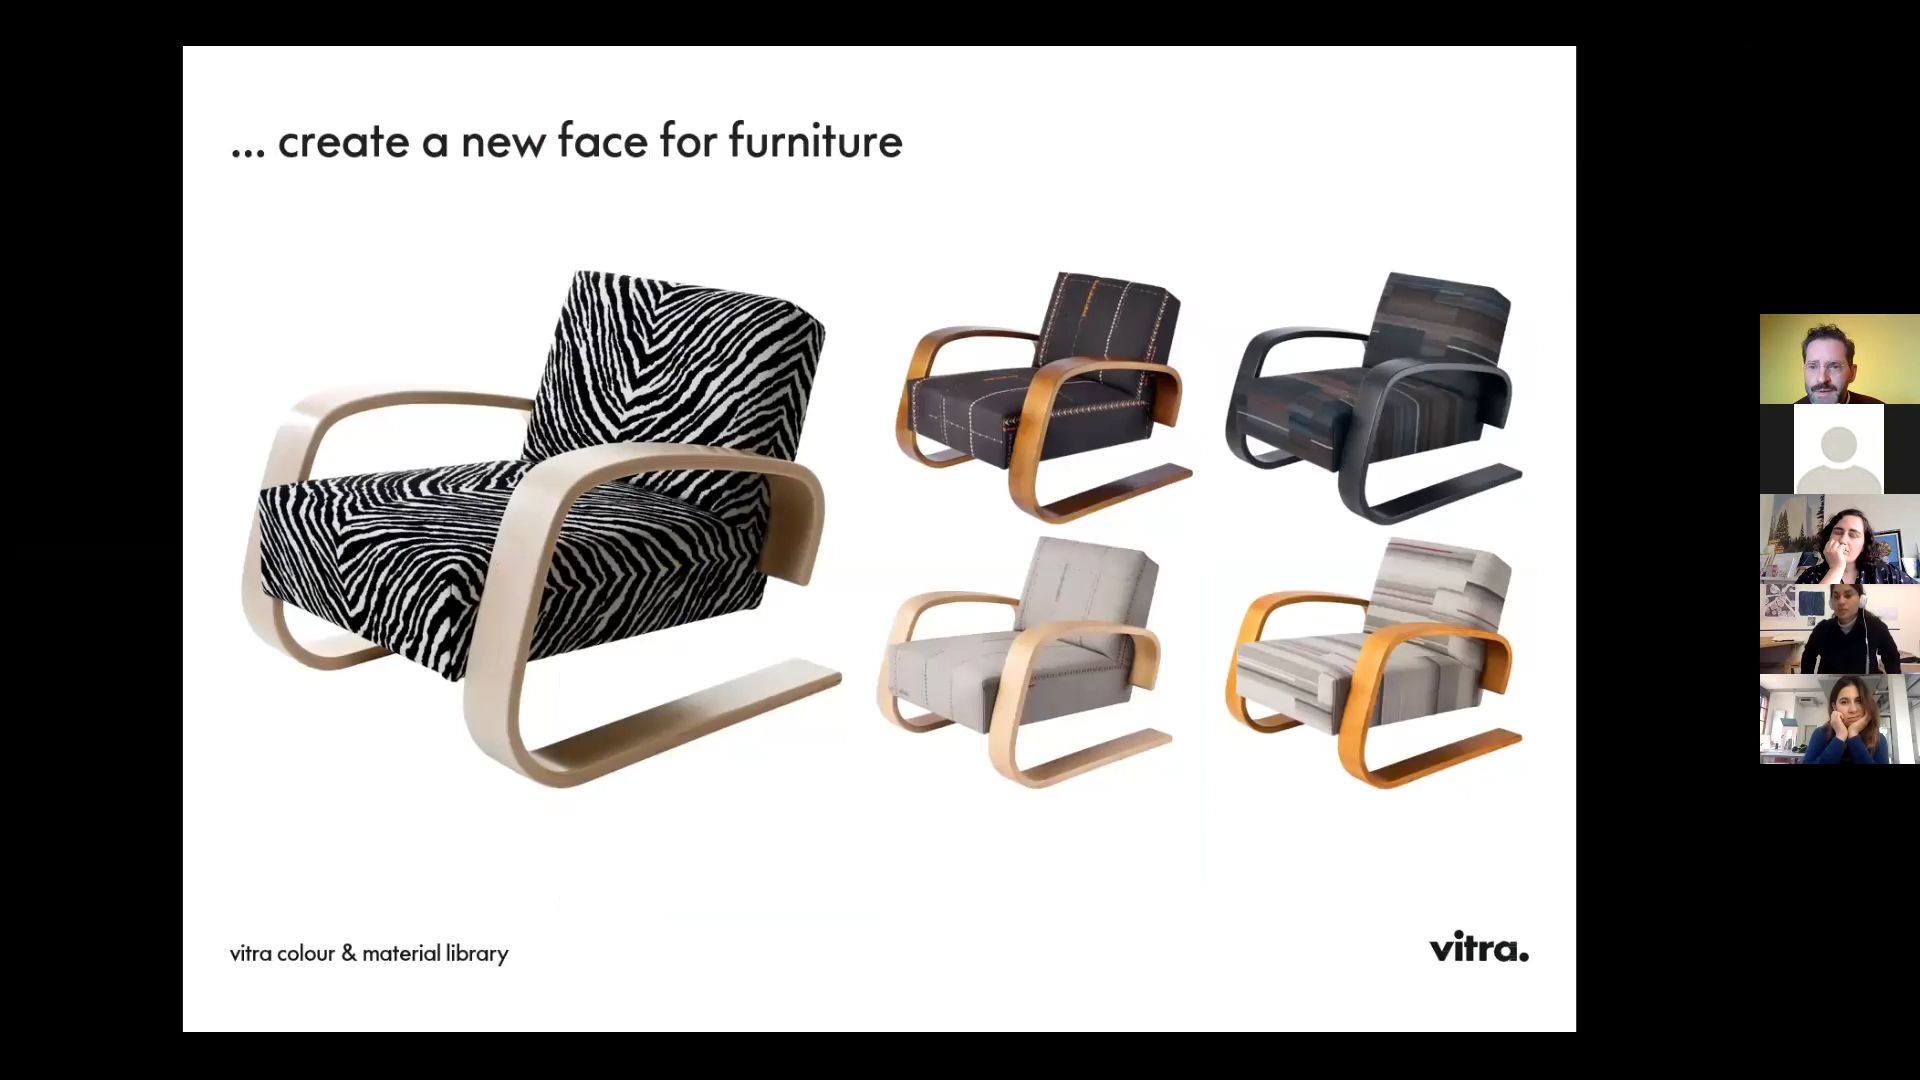 ... create a new face for furniture
vitra colour & material library
vitra.